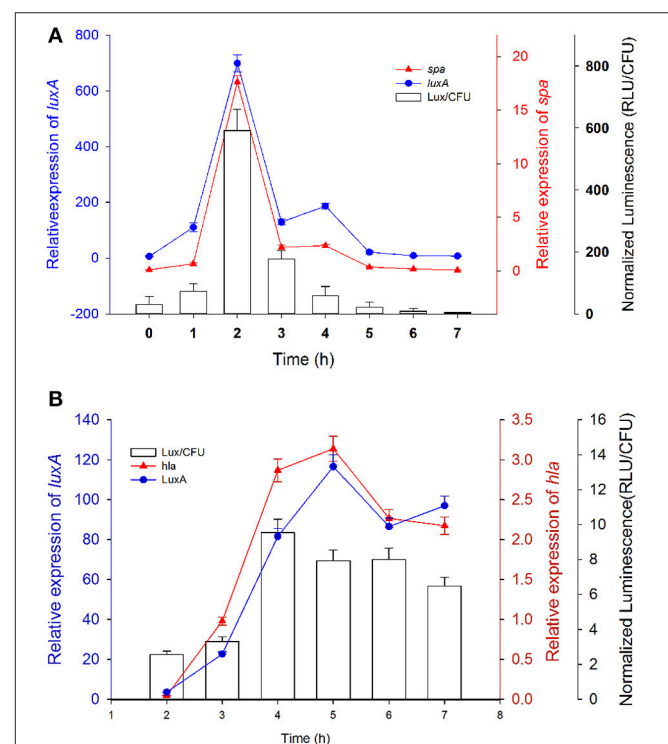 A
800
600
400
200
0
-200
Relativeexpression of luxA
spa
luxA
Lux/CFU
20
15
10
5
0
Relative expression of spa
800
600
400
200
0
Normalized Luminescence (RLU/CFU)
0 1 2 3 4 5 6 7
Time (h)
B
140
120
100
80
60
40
20
0
Relative expression of luxA
Lux/CFU
hla
LuxA
3.5
3.0
2.5
2.0
1.5
1.0
0.5
0.0
Relative expression of hla
16
14
12
10
8
6
4
2
0
Normalized Luminescence(RLU/CFU)
1 2 3 4 5 6 7 8
Time (h)